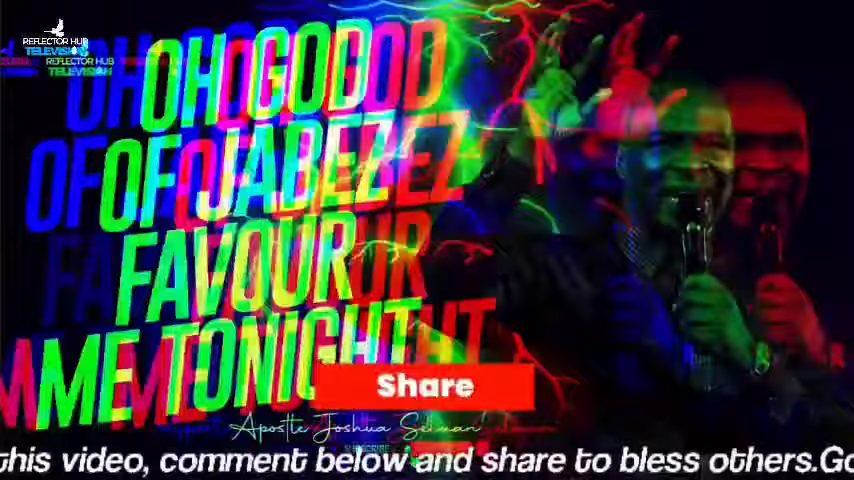 REFLECTOR HUB
TELEVISION
REFLECTOR HUB
TELEVISION
OH GOD
OF JABEZ
FAVOUR
ME TONIGHT
Share
Apostle Joshua Selman
SUBSCRIBE
this video, comment below and share to bless others.Go